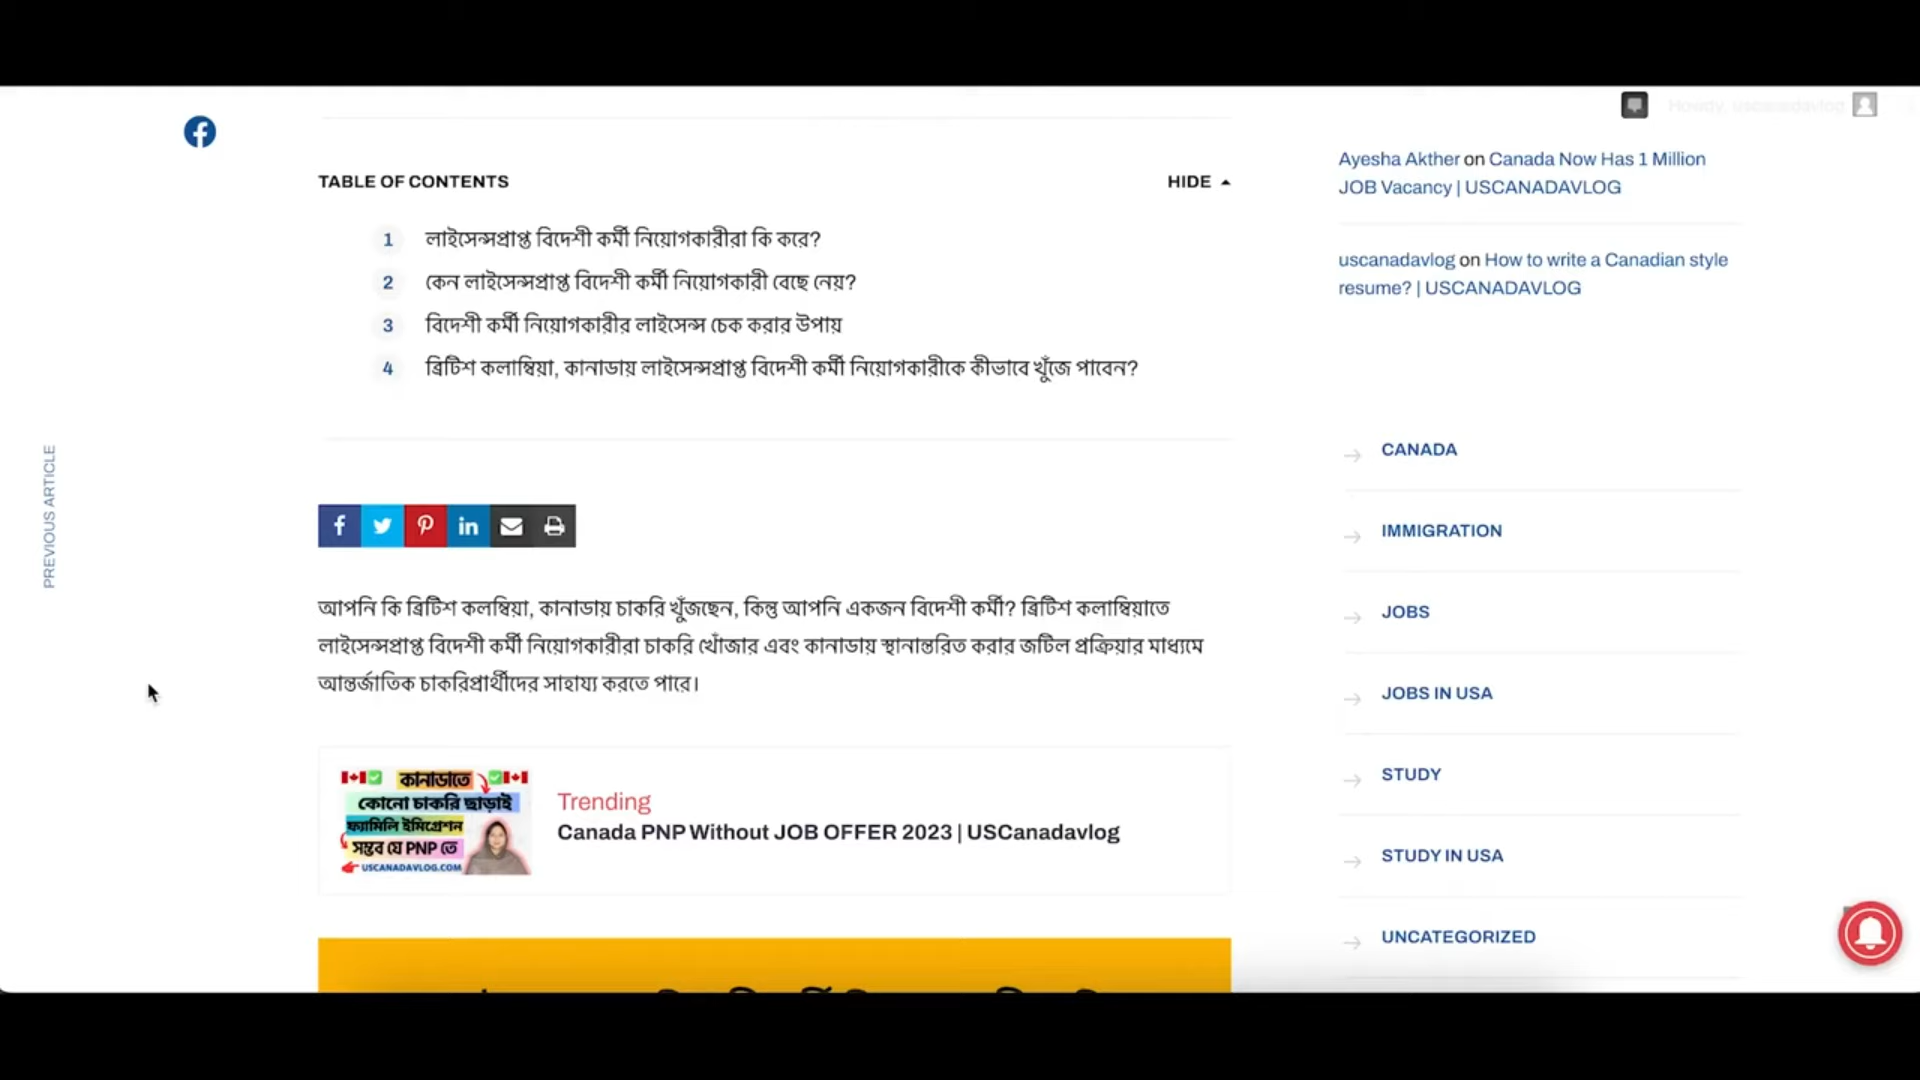 TABLE OF CONTENTS
HIDE
1 লাইসেন্সপ্রাপ্ত বিদেশী কর্মী নিয়োগকারীরা কি করে?
2 কেন লাইসেন্সপ্রাপ্ত বিদেশী কর্মী নিয়োগকারী বেছে নেয়?
3 বিদেশী কর্মী নিয়োগকারীর লাইসেন্স চেক করার উপায়
4 ব্রিটিশ কলাম্বিয়া, কানাডায় লাইসেন্সপ্রাপ্ত বিদেশী কর্মী নিয়োগকারীকে কীভাবে খুঁজে পাবেন?
PREVIOUS ARTICLE
আপনি কি ব্রিটিশ কলম্বিয়া, কানাডায় চাকরি খুঁজছেন, কিন্তু আপনি একজন বিদেশী কর্মী? ব্রিটিশ কলাম্বিয়াতে
লাইসেন্সপ্রাপ্ত বিদেশী কর্মী নিয়োগকারীরা চাকরি খোঁজার এবং কানাডায় স্থানান্তরিত করার জটিল প্রক্রিয়ার মাধ্যমে
আন্তর্জাতিক চাকরিপ্রার্থীদের সাহায্য করতে পারে।
কানাডাতে
কোনো চাকরি ছাড়াই
ফ্যামিলি ইমিগ্রেশন
সম্ভব যে PNP তে
USCANADAVLOG.COM
Trending
Canada PNP Without JOB OFFER 2023 | USCanadavlog
Howdy, uscanadavlog
Ayesha Akther on Canada Now Has 1 Million
JOB Vacancy | USCANADAVLOG
uscanadavlog on How to write a Canadian style
resume? | USCANADAVLOG
CANADA
IMMIGRATION
JOBS
JOBS IN USA
STUDY
STUDY IN USA
UNCATEGORIZED